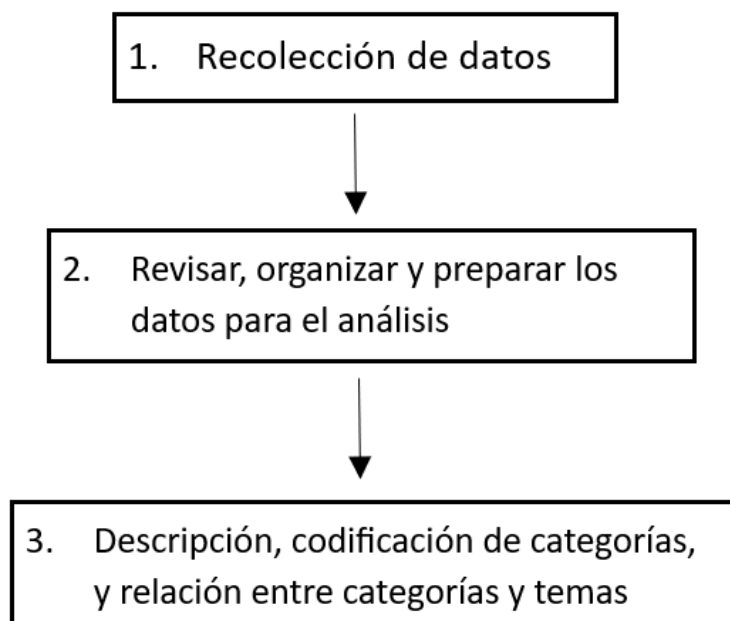 1. Recolección de datos
2. Revisar, organizar y preparar los
datos para el análisis
3. Descripción, codificación de categorías,
y relación entre categorías y temas